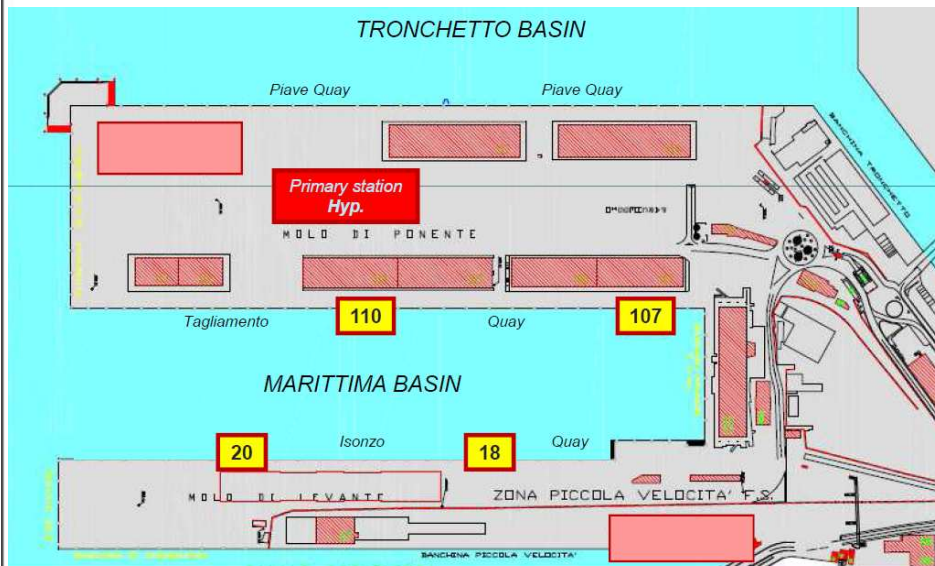 TRONCHETTO BASIN
Piave Quay
Piave Quay
BANCHINA TRONCHETTO
Primary station
Hyp.
MOLO DI PONENTE
Tagliamento
110
Quay
107
MARITTIMA BASIN
20
Isonzo
18
Quay
MOLO DI LEVANTE
ZONA PICCOLA VELOCITA' F.S.
BANCHINA PICCOLA VELOCITA'